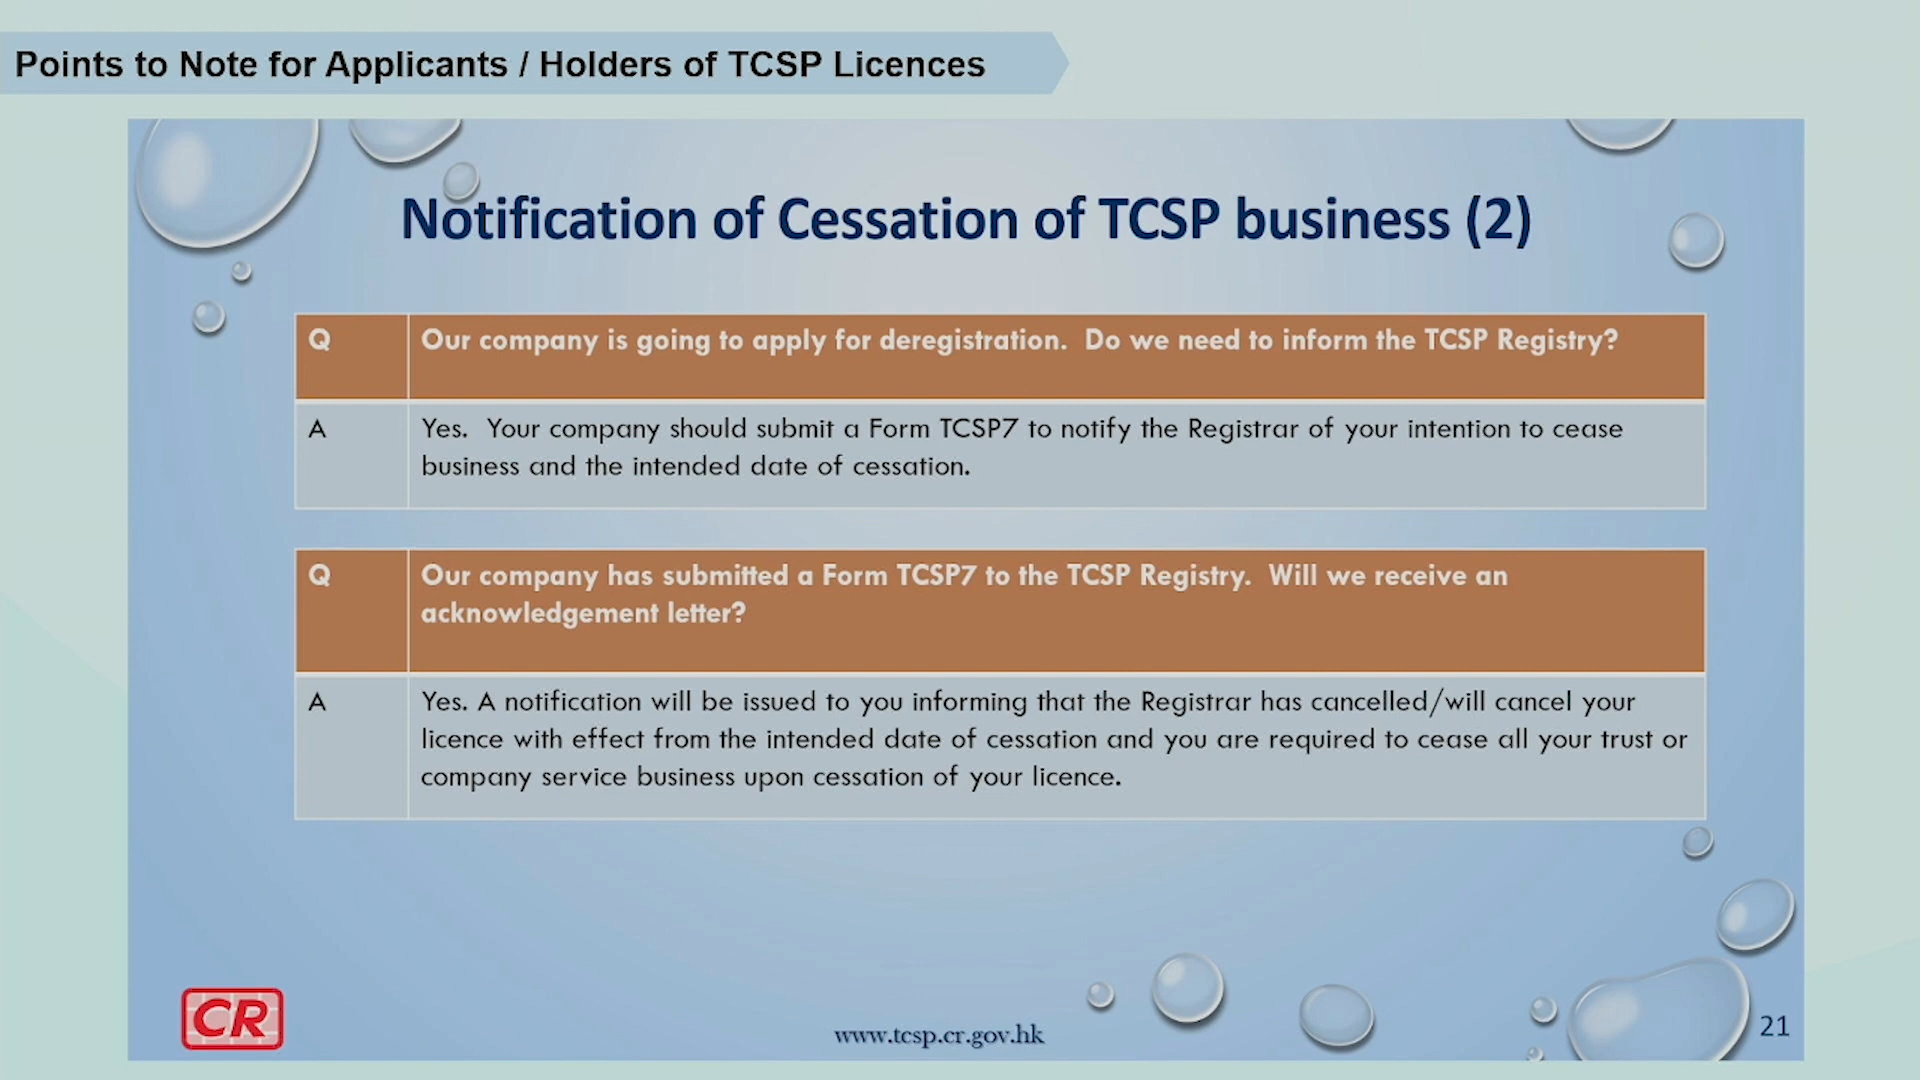 Points to Note for Applicants / Holders of TCSP Licences
Notification of Cessation of TCSP business (2)
Q
Our company is going to apply for deregistration. Do we need to inform the TCSP Registry?
A
Yes. Your company should submit a Form TCSP7 to notify the Registrar of your intention to cease
business and the intended date of cessation.
Q
Our company has submitted a Form TCSP7 to the TCSP Registry. Will we receive an
acknowledgement letter?
A
Yes. A notification will be issued to you informing that the Registrar has cancelled/will cancel your
licence with effect from the intended date of cessation and you are required to cease all your trust or
company service business upon cessation of your licence.
CR
www.tcsp.cr.gov.hk
21